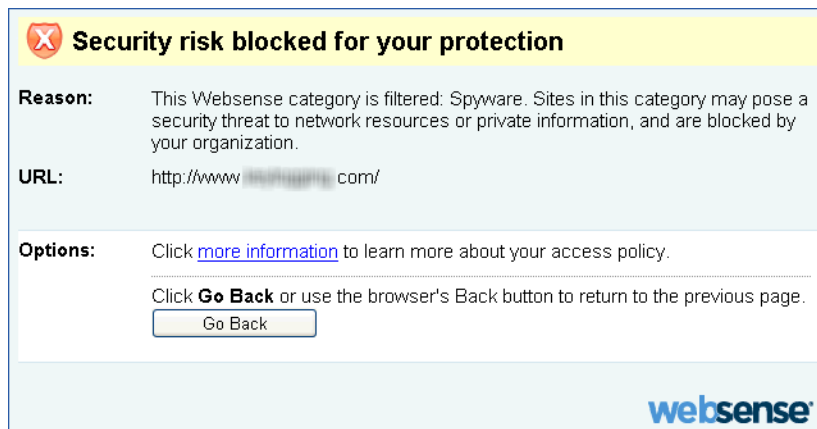 Security risk blocked for your protection
Reason: This Websense category is filtered: Spyware. Sites in this category may pose a
security threat to network resources or private information, and are blocked by
your organization.
URL: http://www .com/
Options: Click more information to learn more about your access policy.
Click Go Back or use the browser's Back button to return to the previous page.
Go Back
websense